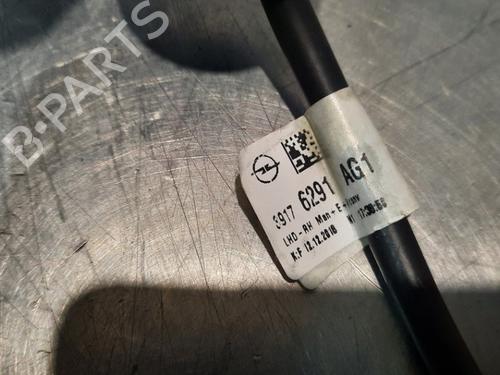 B-PARTS
3917 6291 AG1
LHD-RH Man+E-
K:F 12.12.2018